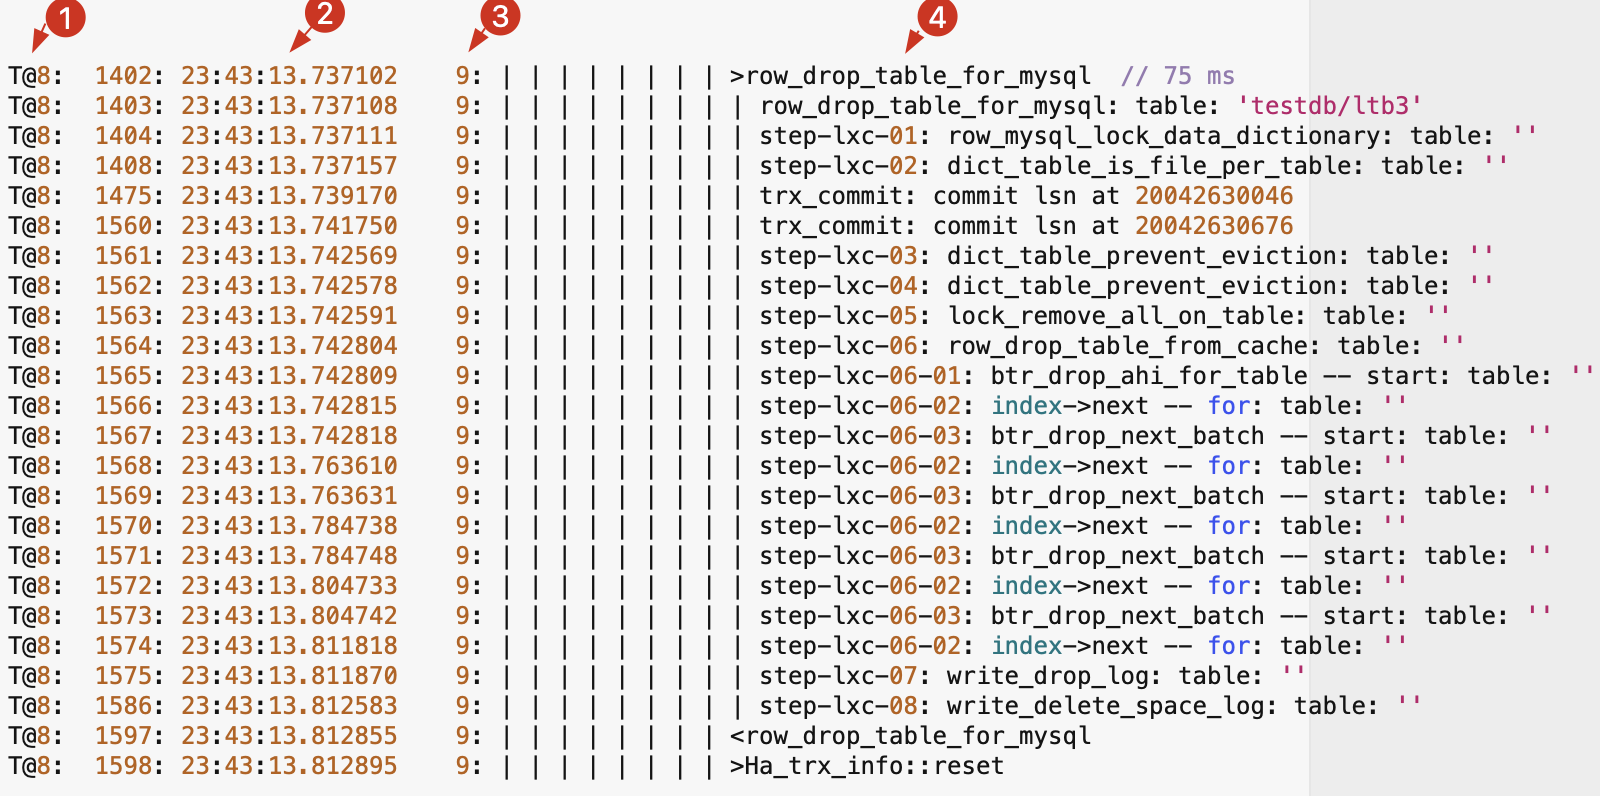 1 2 3 4
T@8:  1402: 23:43:13.737102    9: | | | | | | | | >row_drop_table_for_mysql  // 75 ms
T@8:  1403: 23:43:13.737108    9: | | | | | | | | | row_drop_table_for_mysql: table: 'testdb/ltb3'
T@8:  1404: 23:43:13.737111    9: | | | | | | | | | step-lxc-01: row_mysql_lock_data_dictionary: table: ''
T@8:  1408: 23:43:13.737157    9: | | | | | | | | | step-lxc-02: dict_table_is_file_per_table: table: ''
T@8:  1475: 23:43:13.739170    9: | | | | | | | | | trx_commit: commit lsn at 20042630046
T@8:  1560: 23:43:13.741750    9: | | | | | | | | | trx_commit: commit lsn at 20042630676
T@8:  1561: 23:43:13.742569    9: | | | | | | | | | step-lxc-03: dict_table_prevent_eviction: table: ''
T@8:  1562: 23:43:13.742578    9: | | | | | | | | | step-lxc-04: dict_table_prevent_eviction: table: ''
T@8:  1563: 23:43:13.742591    9: | | | | | | | | | step-lxc-05: lock_remove_all_on_table: table: ''
T@8:  1564: 23:43:13.742804    9: | | | | | | | | | step-lxc-06: row_drop_table_from_cache: table: ''
T@8:  1565: 23:43:13.742809    9: | | | | | | | | | step-lxc-06-01: btr_drop_ahi_for_table -- start: table: ''
T@8:  1566: 23:43:13.742815    9: | | | | | | | | | step-lxc-06-02: index->next -- for: table: ''
T@8:  1567: 23:43:13.742818    9: | | | | | | | | | step-lxc-06-03: btr_drop_next_batch -- start: table: ''
T@8:  1568: 23:43:13.763610    9: | | | | | | | | | step-lxc-06-02: index->next -- for: table: ''
T@8:  1569: 23:43:13.763631    9: | | | | | | | | | step-lxc-06-03: btr_drop_next_batch -- start: table: ''
T@8:  1570: 23:43:13.784738    9: | | | | | | | | | step-lxc-06-02: index->next -- for: table: ''
T@8:  1571: 23:43:13.784748    9: | | | | | | | | | step-lxc-06-03: btr_drop_next_batch -- start: table: ''
T@8:  1572: 23:43:13.804733    9: | | | | | | | | | step-lxc-06-02: index->next -- for: table: ''
T@8:  1573: 23:43:13.804742    9: | | | | | | | | | step-lxc-06-03: btr_drop_next_batch -- start: table: ''
T@8:  1574: 23:43:13.811818    9: | | | | | | | | | step-lxc-06-02: index->next -- for: table: ''
T@8:  1575: 23:43:13.811870    9: | | | | | | | | | step-lxc-07: write_drop_log: table: ''
T@8:  1586: 23:43:13.812583    9: | | | | | | | | | step-lxc-08: write_delete_space_log: table: ''
T@8:  1597: 23:43:13.812855    9: | | | | | | | | <row_drop_table_for_mysql
T@8:  1598: 23:43:13.812895    9: | | | | | | | | >Ha_trx_info::reset